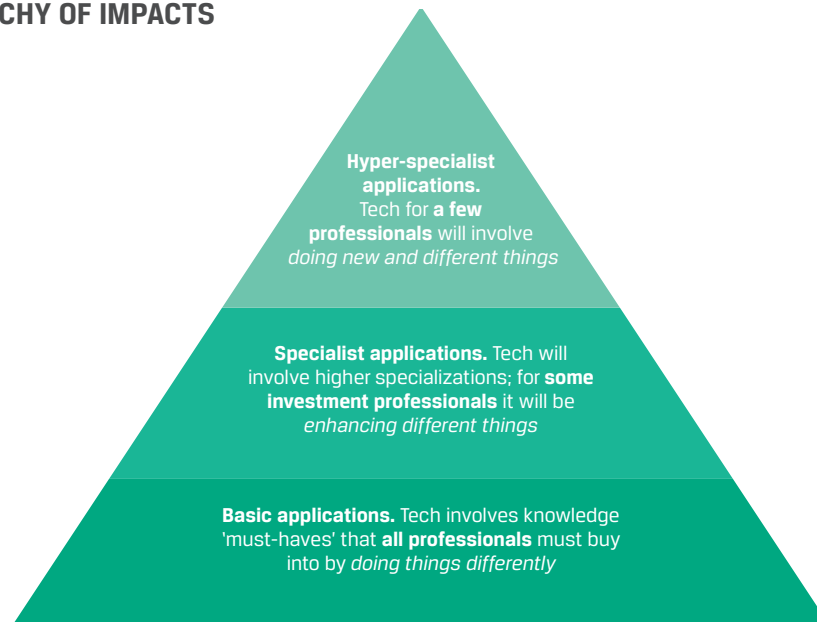 CHY OF IMPACTS
Hyper-specialist
applications.
Tech for a few
professionals will involve
doing new and different things
Specialist applications. Tech will
involve higher specializations; for some
investment professionals it will be
enhancing different things
Basic applications. Tech involves knowledge
'must-haves' that all professionals must buy
into by doing things differently